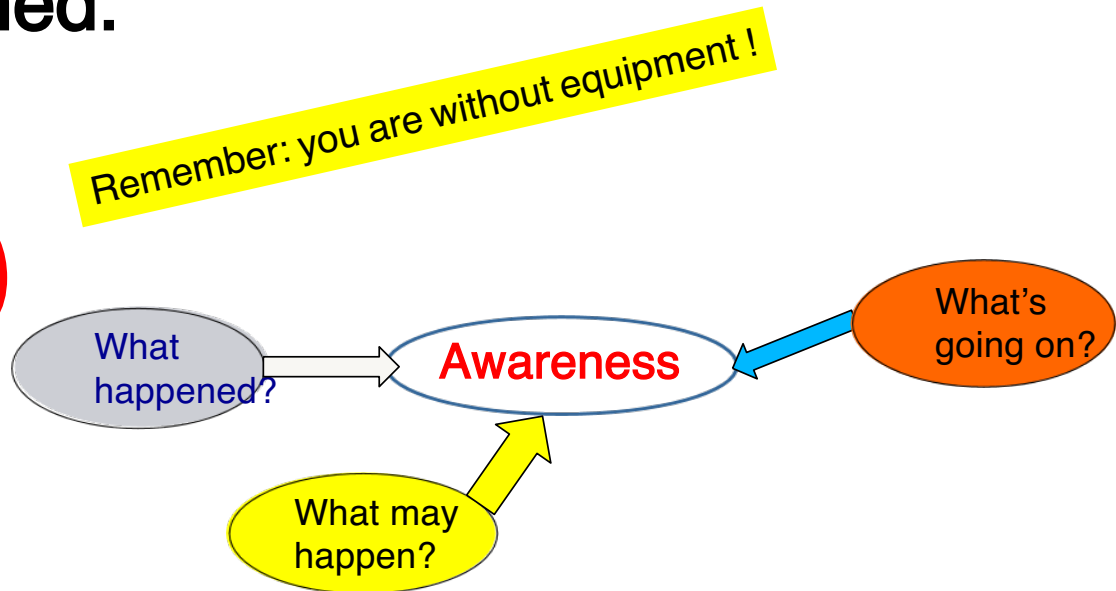 Remember: you are without equipment !
What
happened?
Awareness
What's
going on?
What may
happen?